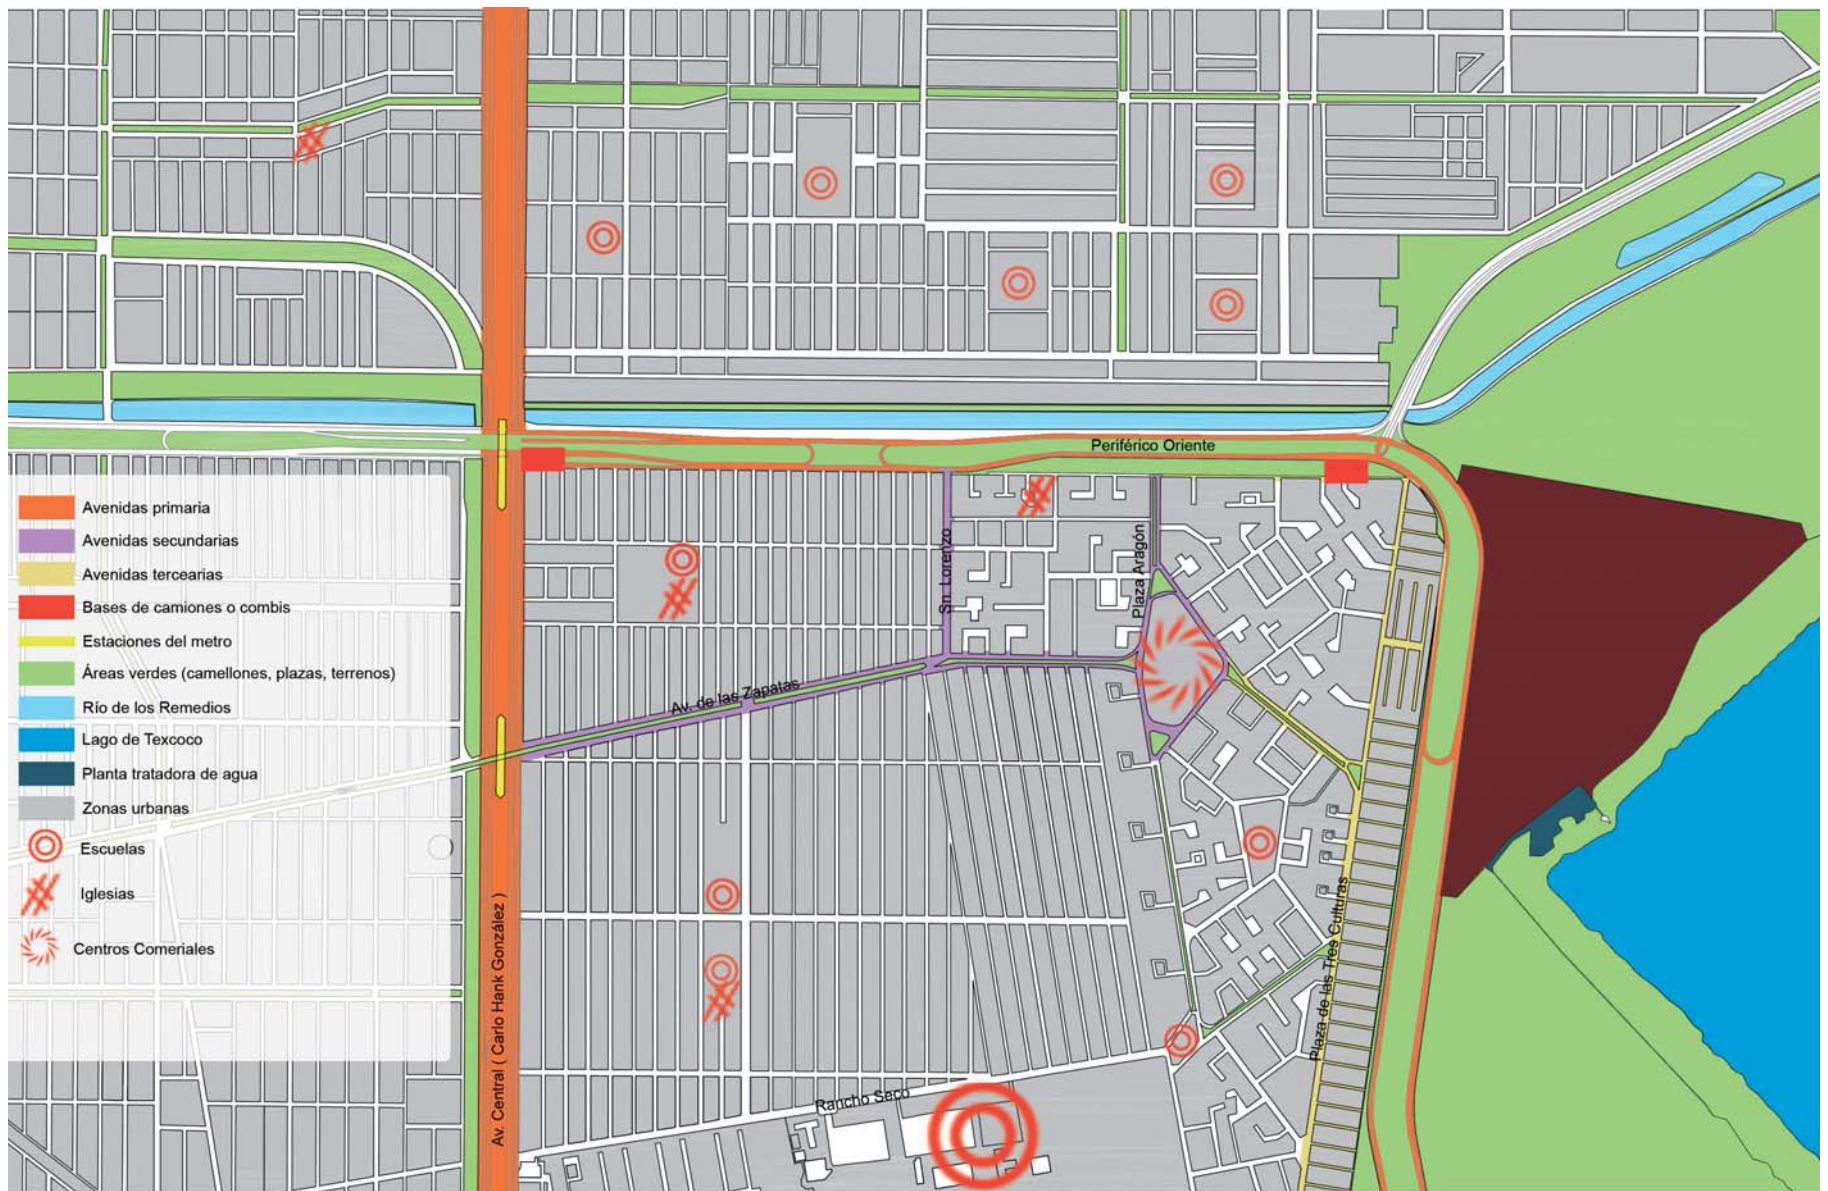 Periférico Oriente
Avenidas primaria
Avenidas secundarias
Avenidas tercearias
Bases de camiones o combis
Estaciones del metro
Áreas verdes (camellones, plazas, terrenos)
Río de los Remedios
Lago de Texcoco
Planta tratadora de agua
Zonas urbanas
Escuelas
Iglesias
Centros Comeriales
Sn. Lorenzo
Plaza Aragón
Av. de las Zapatas
Av. Central ( Carlo Hank González )
Plaza de las Tres Culturas
Rancho Seco